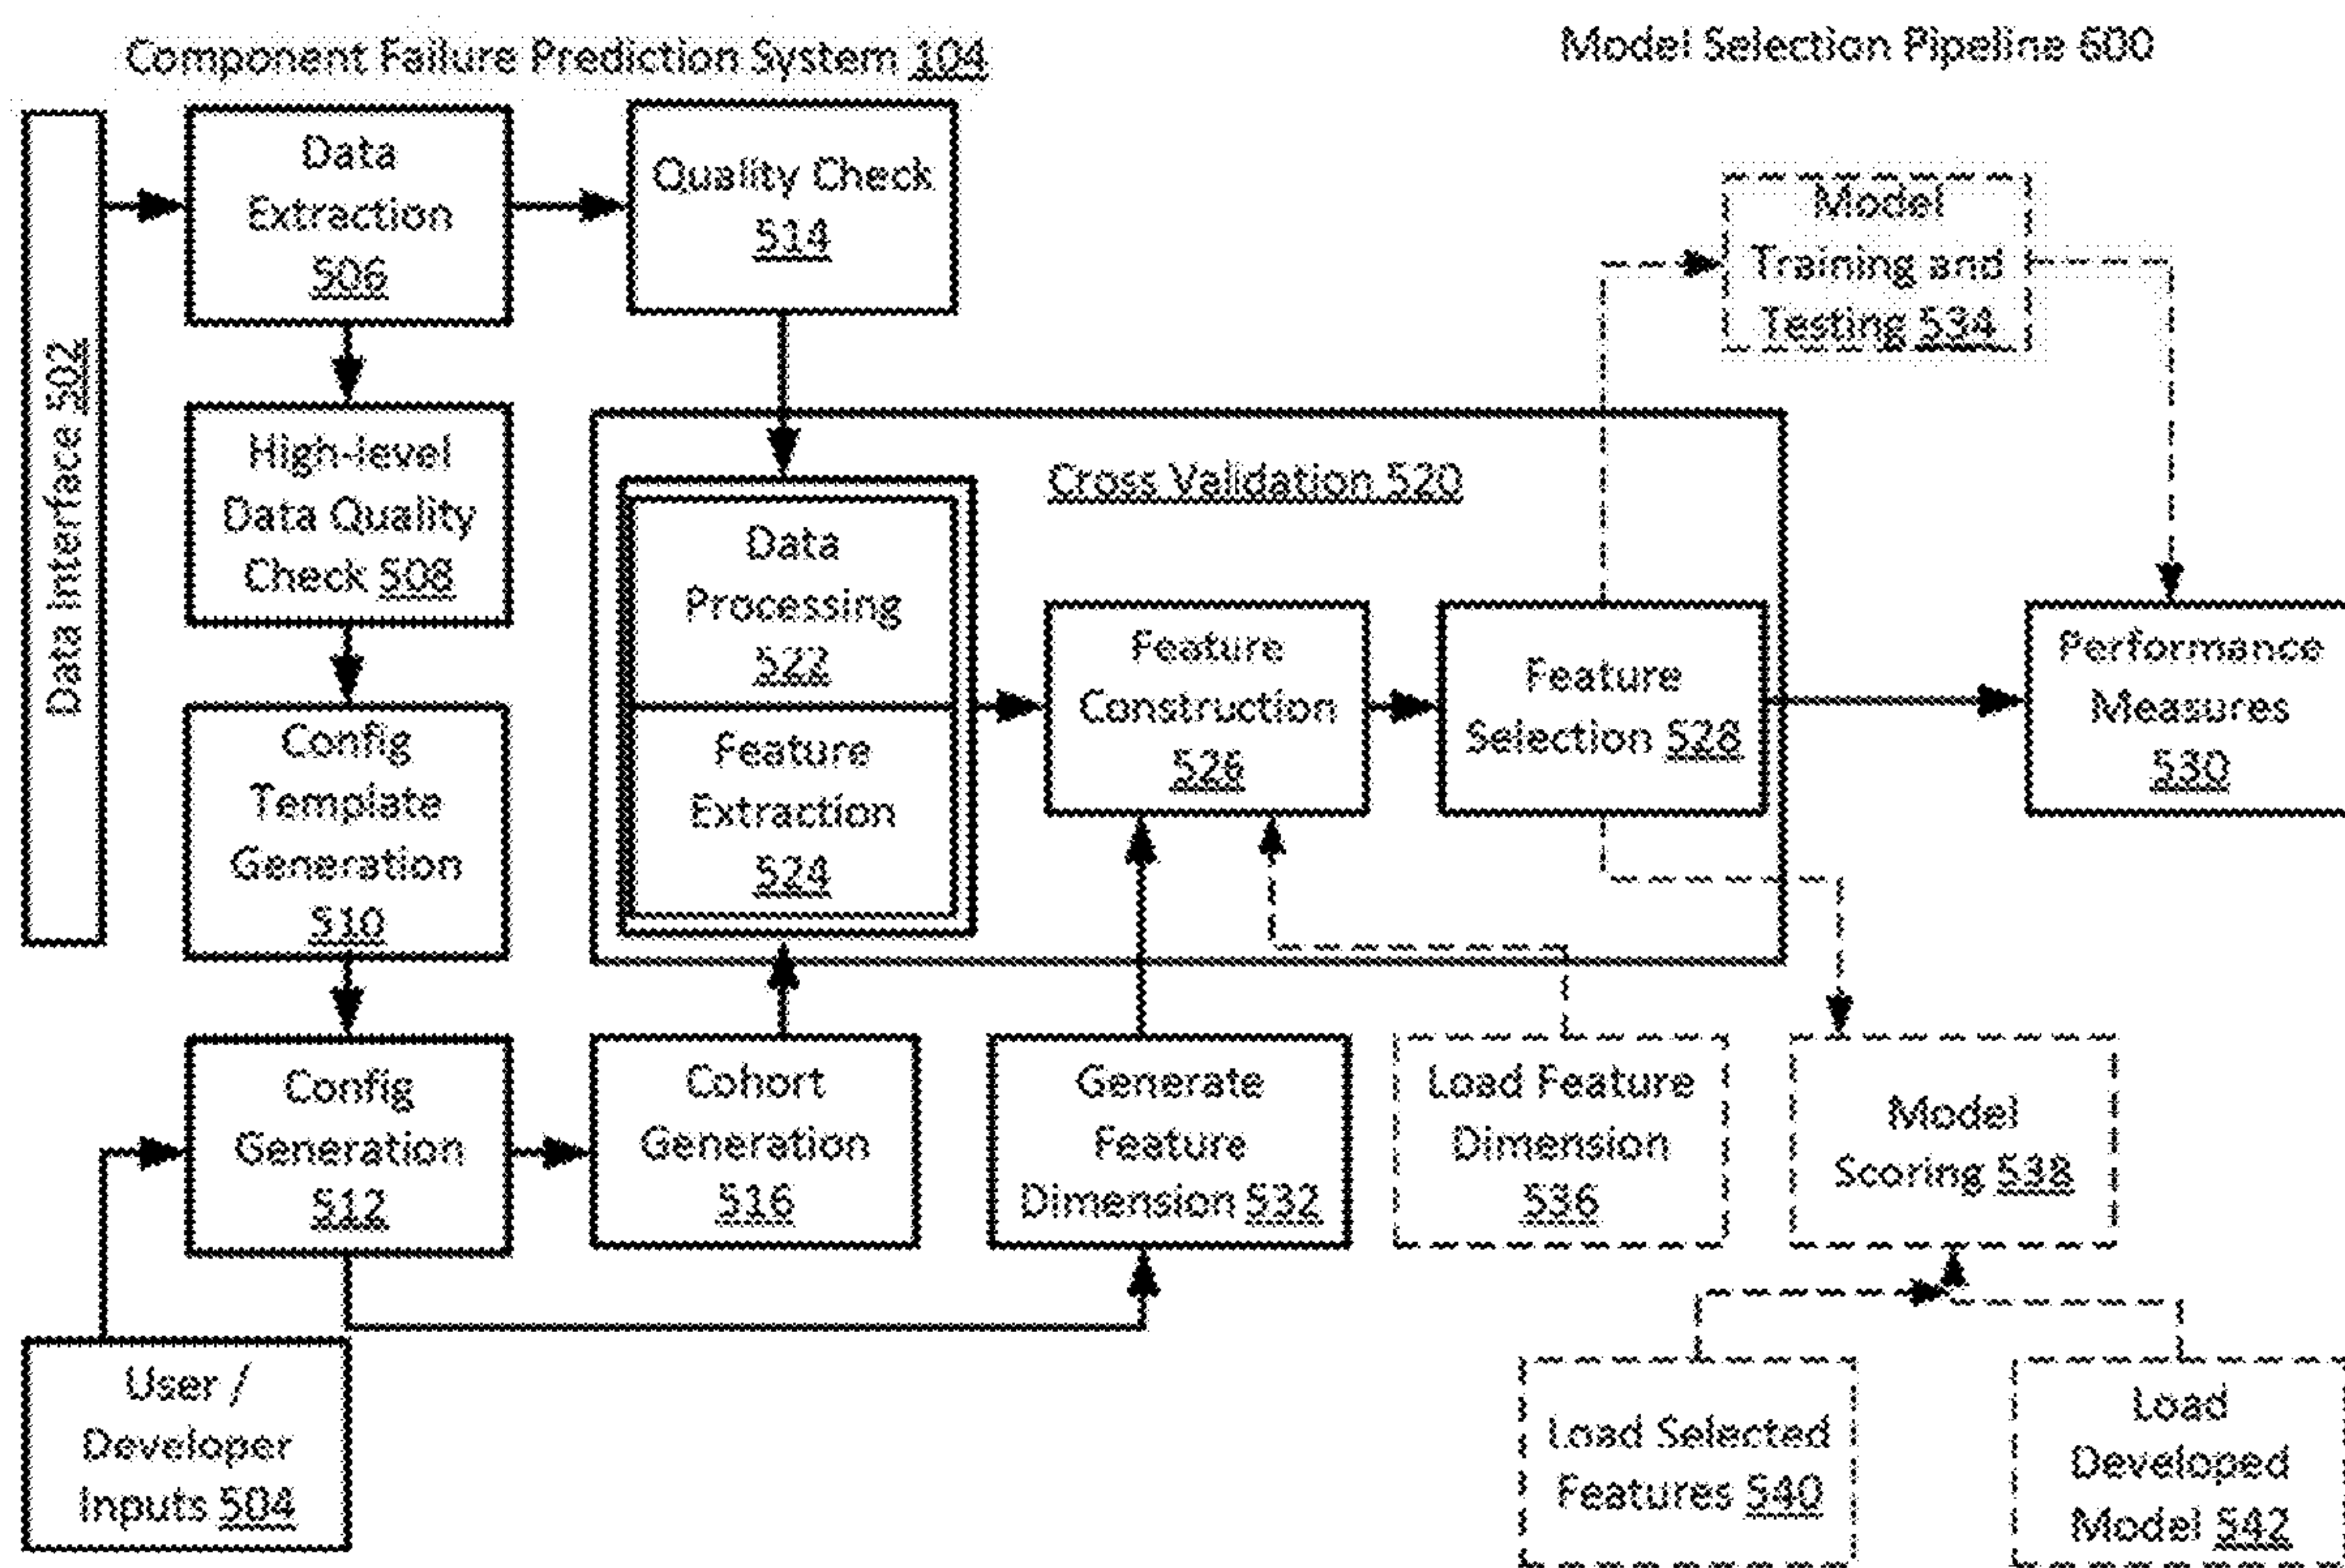 Component Failure Prediction System 104
Model Selection Pipeline 600
Data Interface 502
Data
Extraction
506
Quality Check
514
Model
Training and
Testing 534
High-level
Data Quality
Check 508
Cross Validation 520
Data
Processing
522
Feature
Extraction
524
Feature
Construction
526
Feature
Selection 528
Performance
Measures
530
Config
Template
Generation
510
Config
Generation
512
Cohort
Generation
516
Generate
Feature
Dimension 532
Load Feature
Dimension
536
Model
Scoring 538
User /
Developer
Inputs 504
Load Selected
Features 540
Load
Developed
Model 542